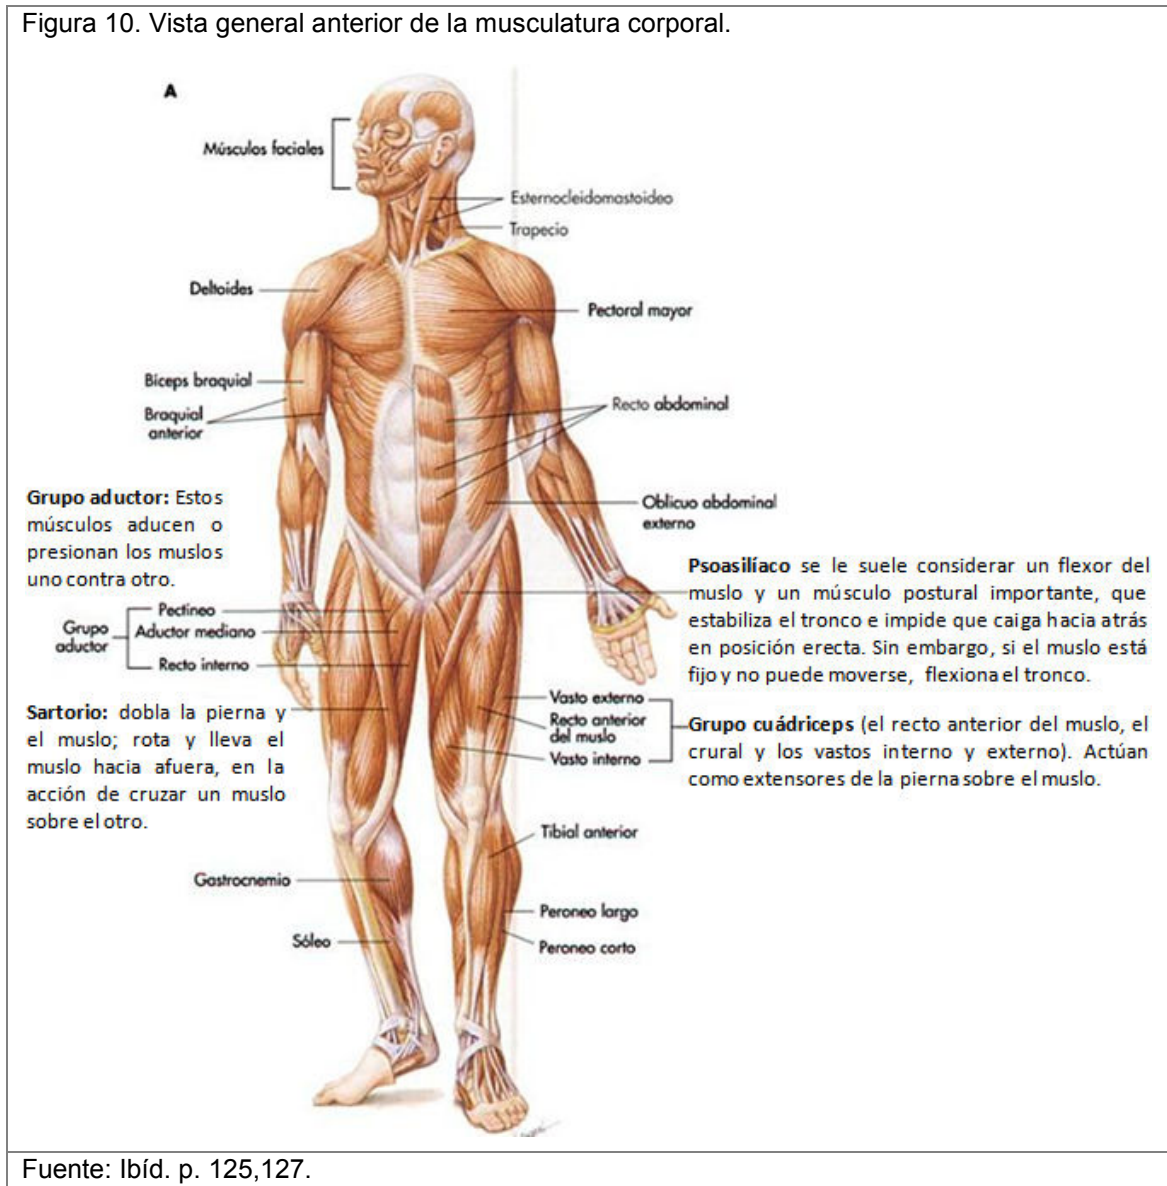 Figura 10. Vista general anterior de la musculatura corporal.
A
Músculos faciales
Esternocleidomastoideo
Trapecio
Deltoides
Pectoral mayor
Bíceps braquial
Braquial
anterior
Recto abdominal
Grupo aductor: Estos
músculos aducen o
presionan los muslos
uno contra otro.
Oblicuo abdominal
externo
Psoasilíaco se le suele considerar un flexor del
muslo y un músculo postural importante, que
estabiliza el tronco e impide que caiga hacia atrás
en posición erecta. Sin embargo, si el muslo está
fijo y no puede moverse, flexiona el tronco.
Grupo
aductor
Pectíneo
Aductor mediano
Recto interno
Sartorio: dobla la pierna y
el muslo; rota y lleva el
muslo hacia afuera, en la
acción de cruzar un muslo
sobre el otro.
Vasto externo
Recto anterior
del muslo
Vasto interno
Grupo cuádriceps (el recto anterior del muslo, el
crural y los vastos interno y externo). Actúan
como extensores de la pierna sobre el muslo.
Tibial anterior
Gastrocnemio
Peroneo largo
Sóleo
Peroneo corto
Fuente: Ibíd. p. 125,127.